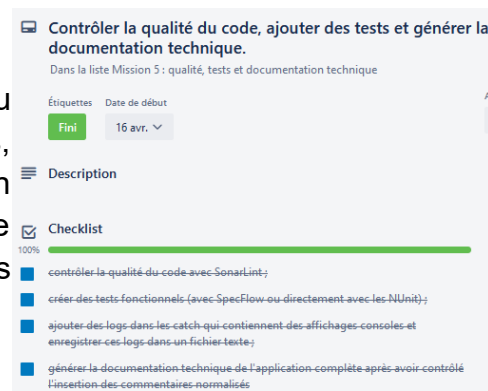 Contrôler la qualité du code, ajouter des tests et générer la
documentation technique.
Dans la liste Mission 5 : qualité, tests et documentation technique
Étiquettes Date de début
Fini 16 avr.
Description
Checklist
100%
contrôler la qualité du code avec SonarLint ;
créer des tests fonctionnels (avec SpecFlow ou directement avec les NUnit) ;
ajouter des logs dans les catch qui contiennent des affichages consoles et
enregistrer ces logs dans un fichier texte ;
générer la documentation technique de l'application complète après avoir contrôlé
l'insertion des commentaires normalisés